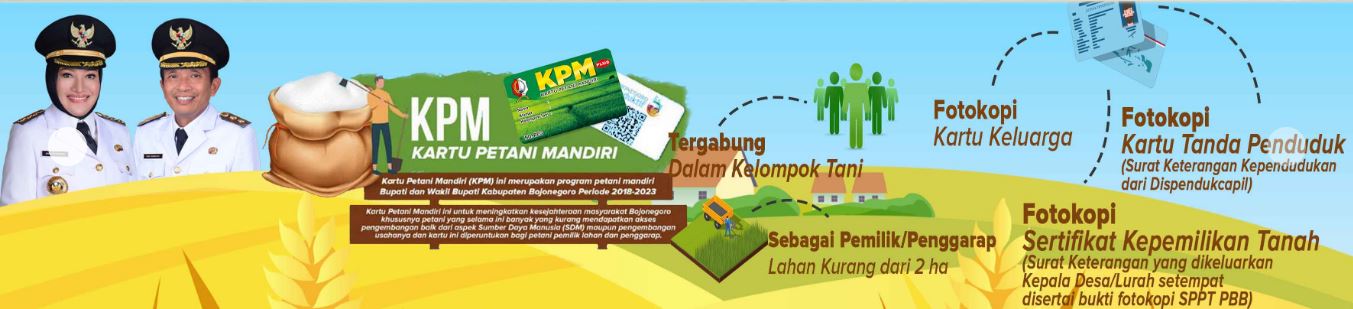 KPM
KARTU PETANI MANDIRI
Kartu Petani Mandiri (KPM) ini merupakan program petani mandiri
Bupati dan Wakil Bupati Kabupaten Bojonegoro Periode 2018-2023
Kartu Petani Mandiri ini untuk meningkatkan kesejahteraan masyarakat Bojonegoro
khususnya petani yang selama ini banyak yang kurang mendapatkan akses
pengembangan baik dari aspek Sumber Daya Manusia (SDM) maupun pengembangan
usahanya dan kartu ini diperuntukan bagi petani pemilik lahan dan penggarap.
KPM PLUS
KARTU PETANI MANDIRI
Tergabung
Dalam Kelompok Tani
Sebagai Pemilik/Penggarap
Lahan Kurang dari 2 ha
Fotokopi
Kartu Keluarga
Fotokopi
Kartu Tanda Penduduk
(Surat Keterangan Kependudukan
dari Dispendukcapil)
Fotokopi
Sertifikat Kepemilikan Tanah
(Surat Keterangan yang dikeluarkan
Kepala Desa/Lurah setempat
disertai bukti fotokopi SPPT PBB)